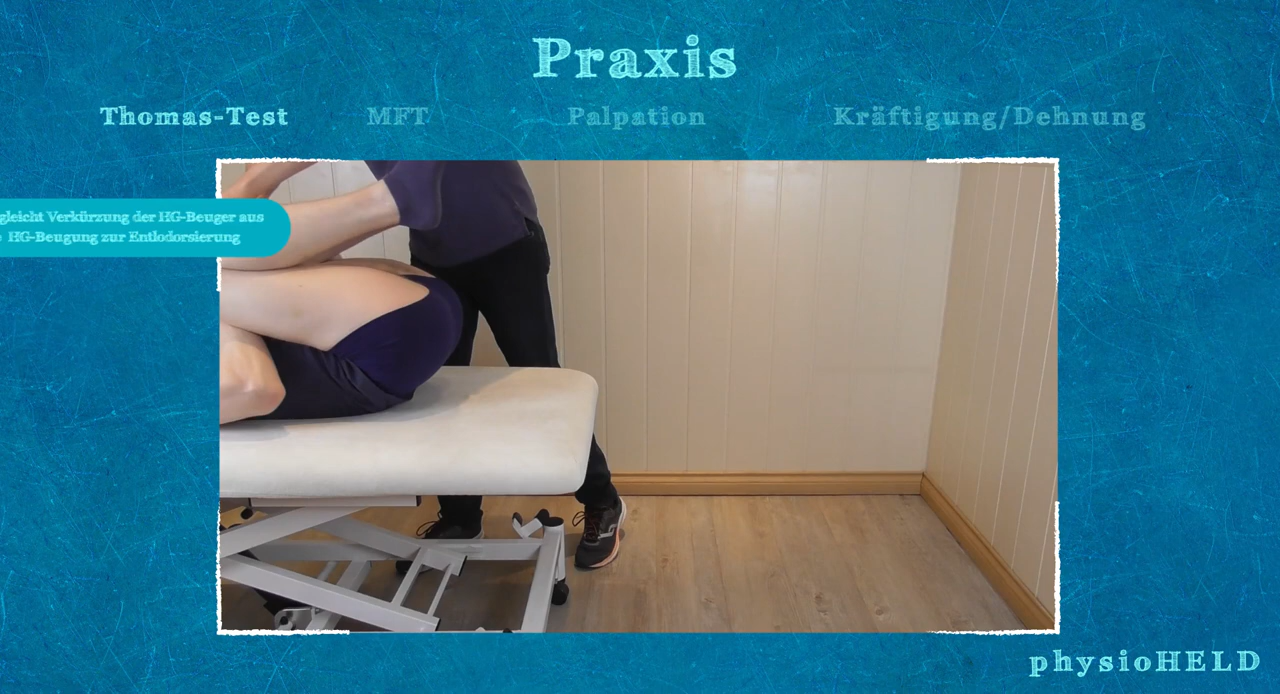 Praxis
Thomas-Test MFT Palpation Kräftigung/Dehnung
gleicht Verkürzung der HG-Beuger aus
HG-Beugung zur Entlodorsierung
physioHELD